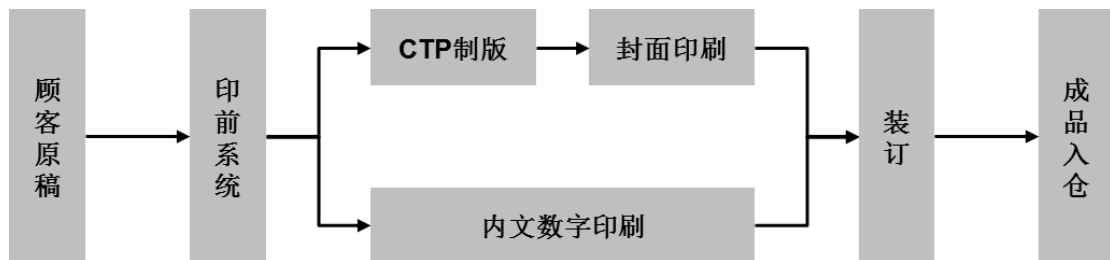 顾客原稿
印前系统
CTP制版
封面印刷
内文数字印刷
装订
成品入仓